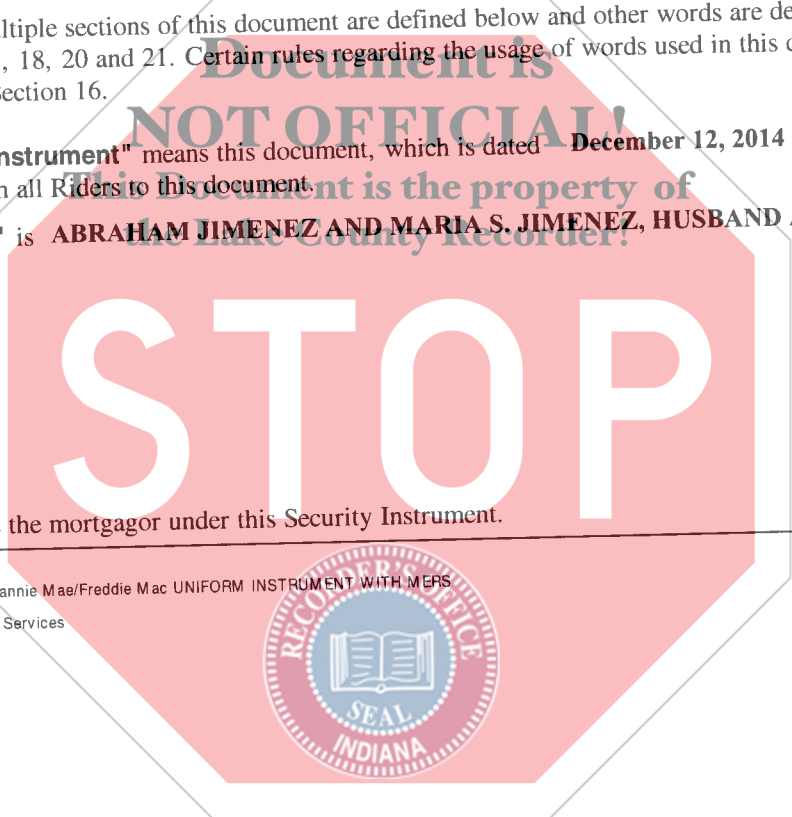 ltiple sections of this document are defined below and other words are de
, 18, 20 and 21. Certain rules regarding the usage of words used in this
ection 16.
Document is
NOT OFFICIAL!
This Document is the property of
the Lake County Recorder!
nstrument" means this document, which is dated December 12, 2014
all Riders to this document.
" is ABRAHAM JIMENEZ AND MARIA S. JIMENEZ, HUSBAND
STOP
the mortgagor under this Security Instrument.
annie Mae/Freddie Mac UNIFORM INSTRUMENT WITH MERS
Services
RECORDER'S OFFICE
SEAL
INDIANA